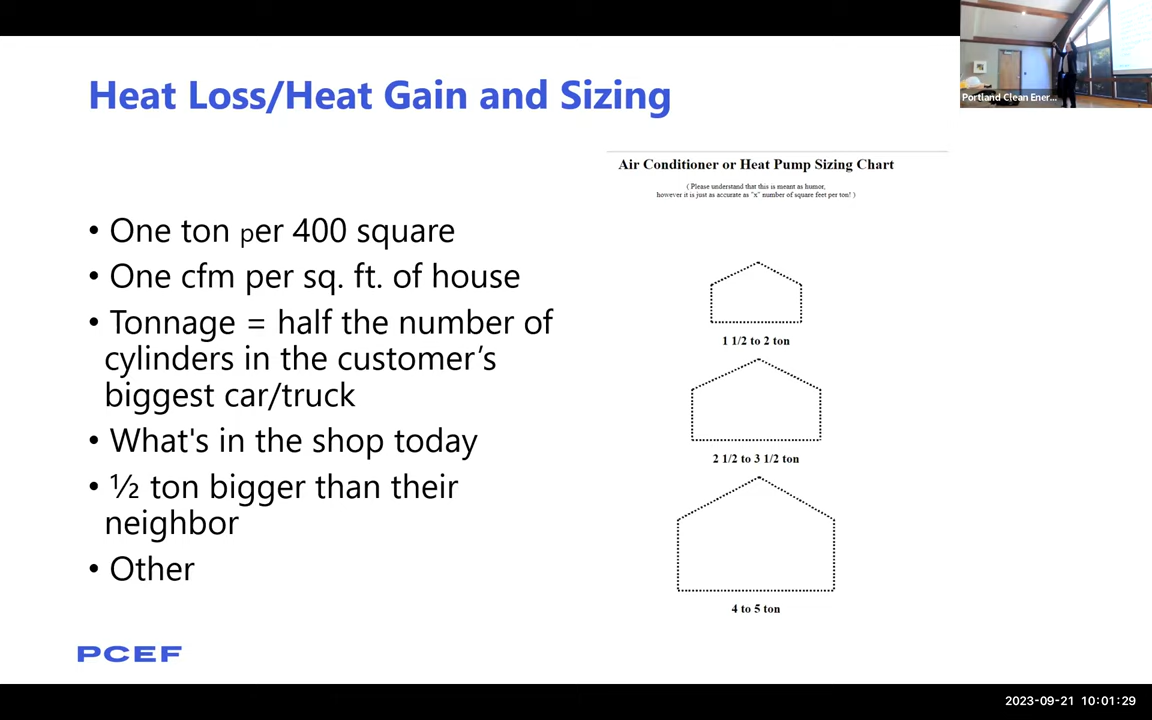 Portland Clean Ener...
Heat Loss/Heat Gain and Sizing
• One ton per 400 square
• One cfm per sq. ft. of house
• Tonnage = half the number of
cylinders in the customer's
biggest car/truck
• What's in the shop today
• ½ ton bigger than their
neighbor
• Other
Air Conditioner or Heat Pump Sizing Chart
( Please understand that this is meant as humor,
however it is just as accurate as "x" number of square feet per ton! )
1 1/2 to 2 ton
2 1/2 to 3 1/2 ton
4 to 5 ton
PCEF
2023-09-21 10:01:29